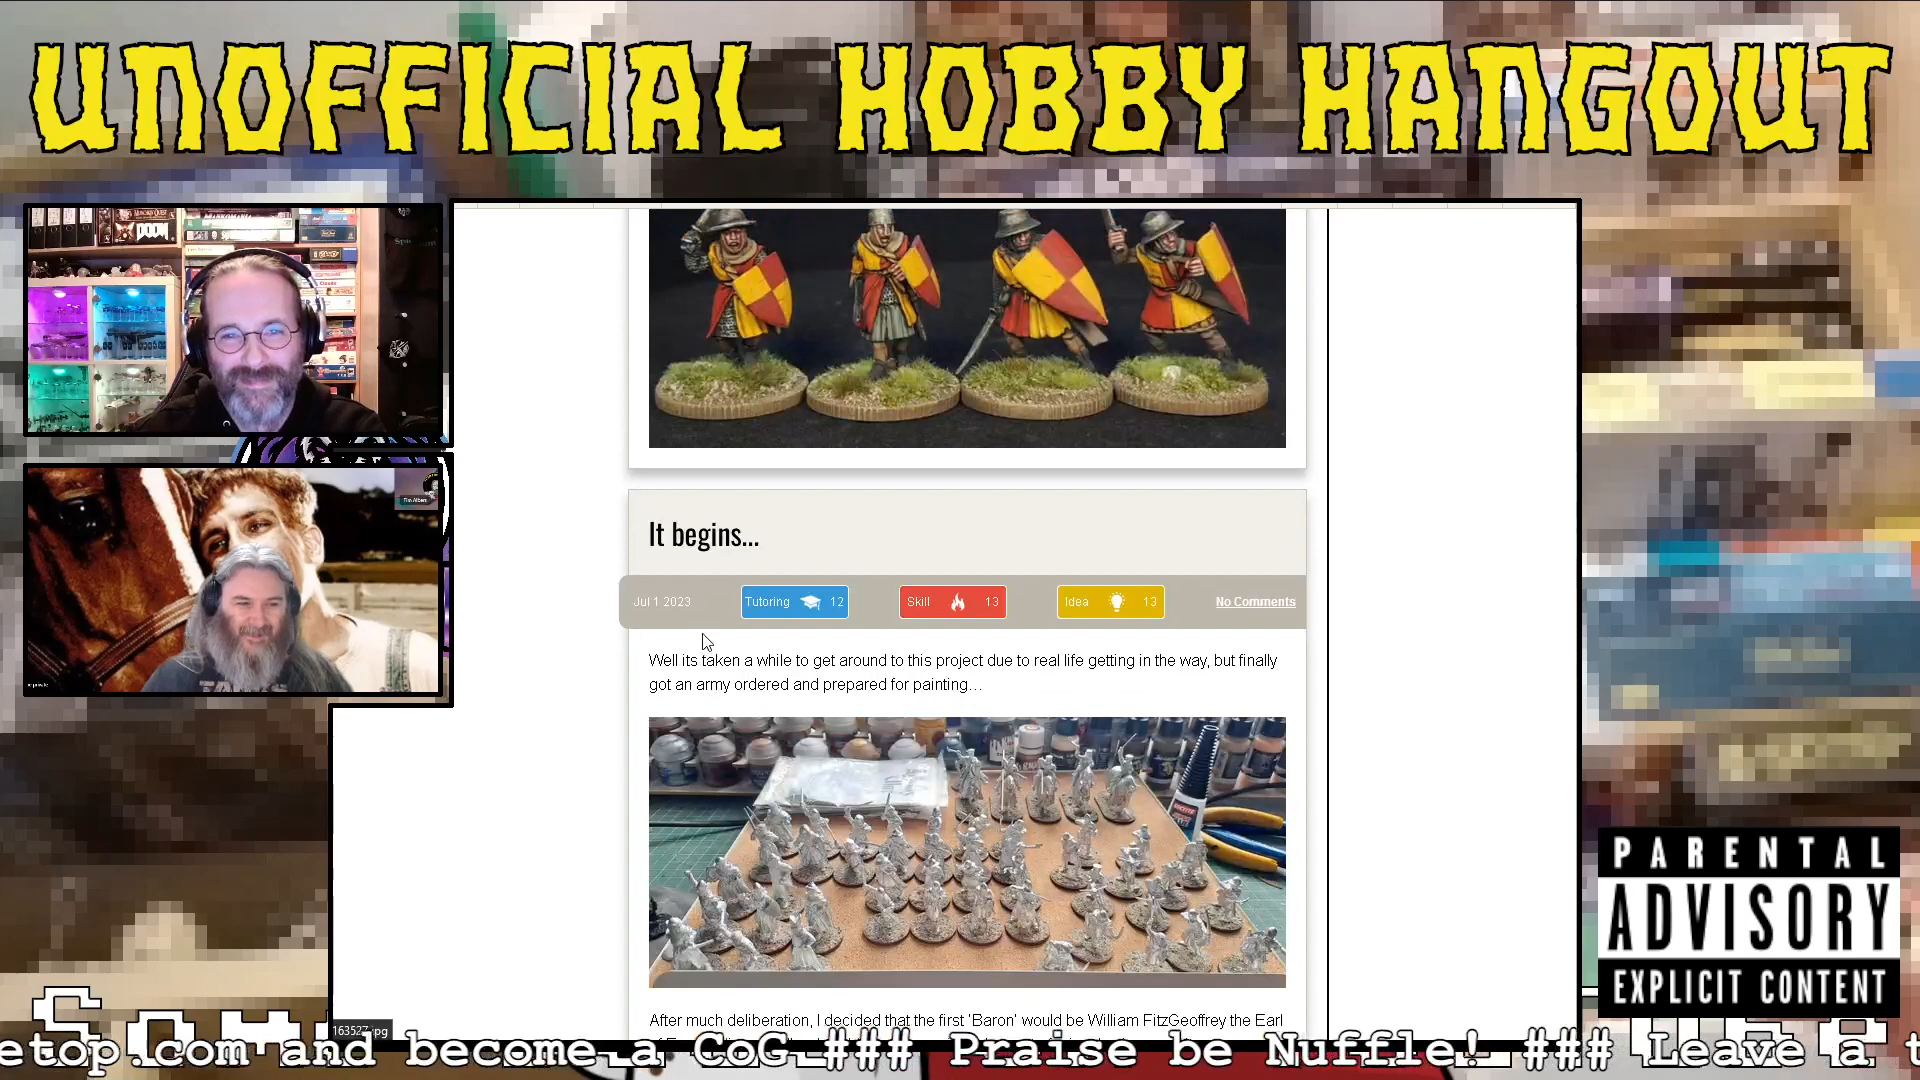 UNOFFICIAL HOBBY HANGOUT
DOOM
Tim Albers
It begins...
Jul 1 2023
Tutoring 12
Skill 13
Idea 13
No Comments
Well its taken a while to get around to this project due to real life getting in the way, but finally
got an army ordered and prepared for painting…
After much deliberation, I decided that the first 'Baron' would be William FitzGeoffrey the Earl
PARENTAL
ADVISORY
EXPLICIT CONTENT
etop.com and become a CoG ### Praise be Nuffle! ### Leave a t